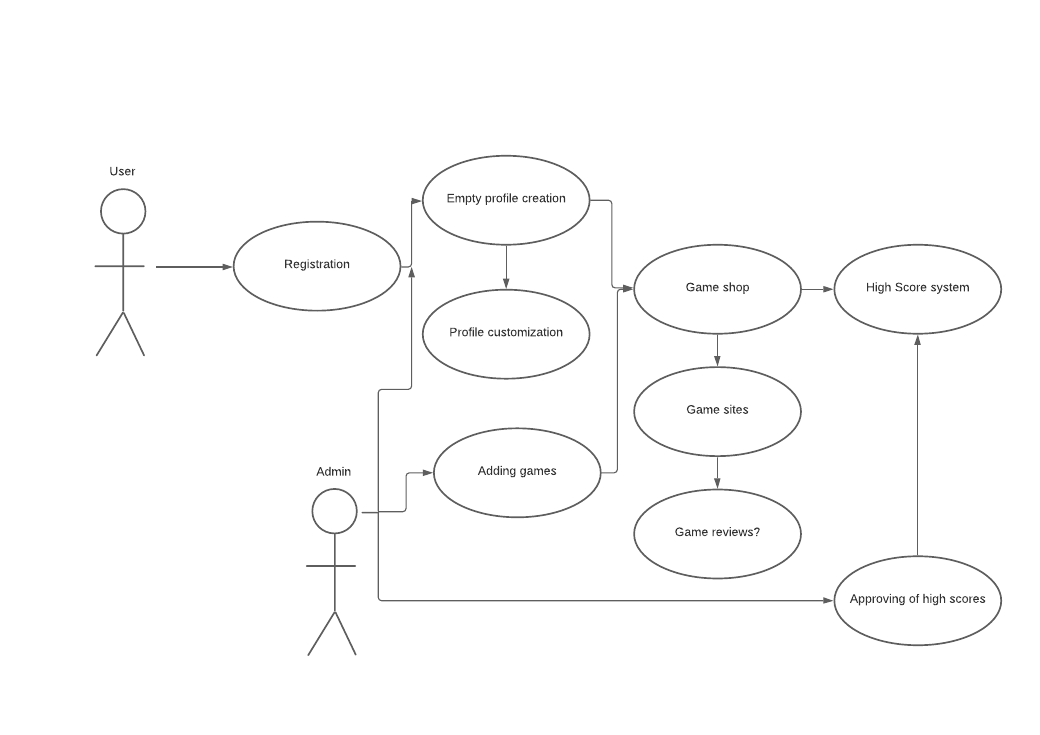 User
Empty profile creation
Registration
Game shop
High Score system
Profile customization
Game sites
Admin
Adding games
Game reviews?
Approving of high scores